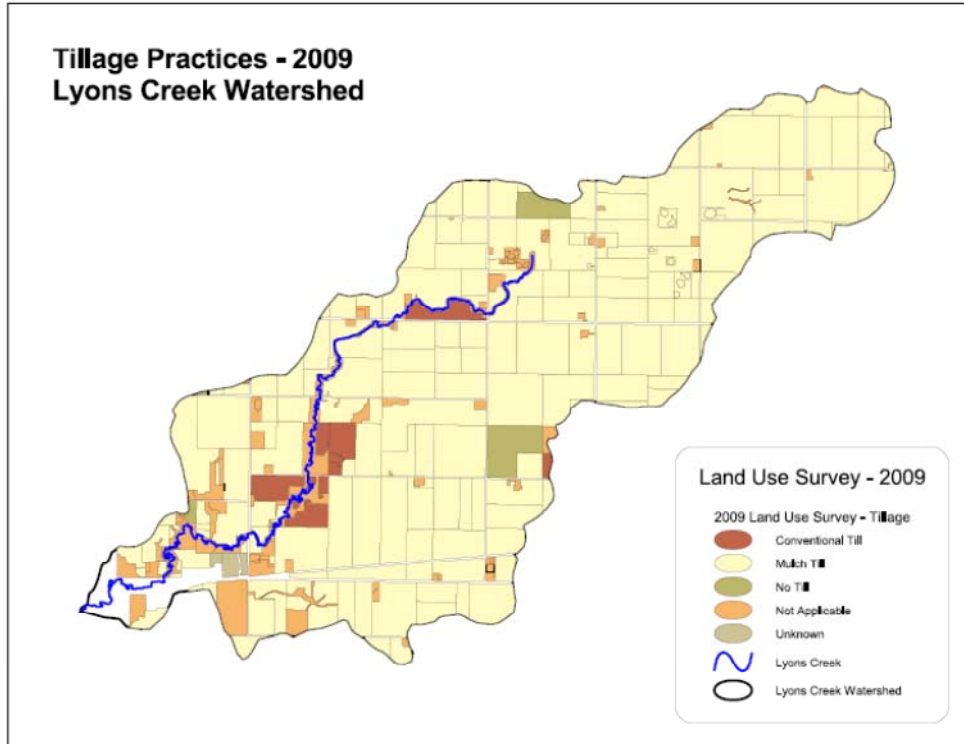 Tillage Practices - 2009
Lyons Creek Watershed
Land Use Survey - 2009
2009 Land Use Survey - Tillage
Conventional Till
Mulch Till
No Till
Not Applicable
Unknown
Lyons Creek
Lyons Creek Watershed